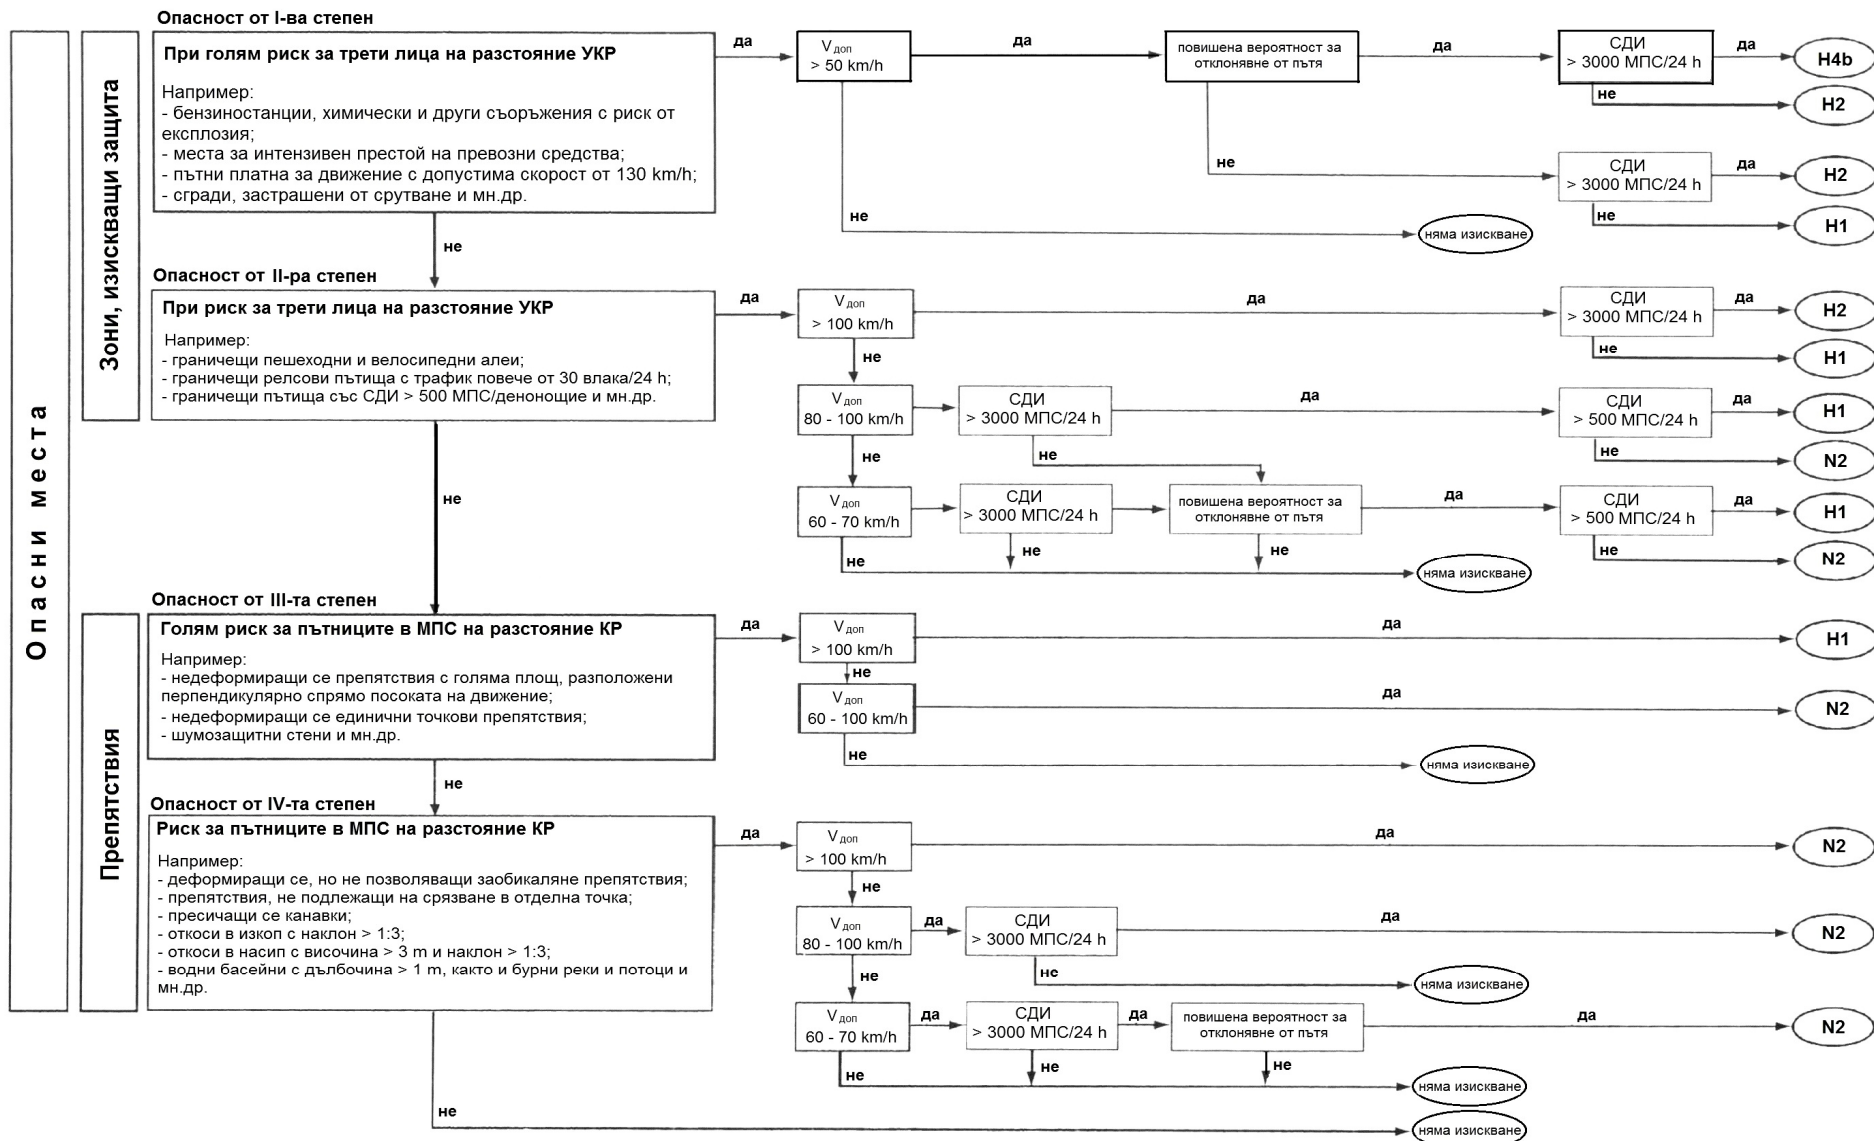 Опасни места
Зони, изискващи защита
Опасност от I-ва степен
При голям риск за трети лица на разстояние УКР
Например:
- бензиностанции, химически и други съоръжения с риск от
експлозия;
- места за интензивен престой на превозни средства;
- пътни платна за движение с допустима скорост от 130 km/h;
- сгради, застрашени от срутване и мн.др.
да
V доп
> 50 km/h
да
повишена вероятност за
отклонявне от пътя
да
СДИ
> 3000 МПС/24 h
да
H4b
не
H2
не
СДИ
> 3000 МПС/24 h
да
H2
не
H1
не
няма изискване
не
Опасност от II-ра степен
При риск за трети лица на разстояние УКР
Например:
- граничещи пешеходни и велосипедни алеи;
- граничещи релсови пътища с трафик повече от 30 влака/24 h;
- граничещи пътища със СДИ > 500 МПС/денонощие и мн.др.
да
V доп
> 100 km/h
да
СДИ
> 3000 МПС/24 h
да
H2
не
H1
не
V доп
80 - 100 km/h
СДИ
> 3000 МПС/24 h
да
СДИ
> 500 МПС/24 h
да
H1
не
N2
не
не
V доп
60 - 70 km/h
СДИ
> 3000 МПС/24 h
повишена вероятност за
отклонявне от пътя
да
СДИ
> 500 МПС/24 h
да
H1
не
N2
не
не
не
няма изискване
не
Препятствия
Опасност от III-та степен
Голям риск за пътниците в МПС на разстояние КР
Например:
- недеформиращи се препятствия с голяма площ, разположени
перпендикулярно спрямо посоката на движение;
- недеформиращи се единични точкови препятствия;
- шумозащитни стени и мн.др.
да
V доп
> 100 km/h
да
H1
не
V доп
60 - 100 km/h
да
N2
не
няма изискване
не
Опасност от IV-та степен
Риск за пътниците в МПС на разстояние КР
Например:
- деформиращи се, но не позволяващи заобикаляне препятствия;
- препятствия, не подлежащи на срязване в отделна точка;
- пресичащи се канавки;
- откоси в изкоп с наклон > 1:3;
- откоси в насип с височина > 3 m и наклон > 1:3;
- водни басейни с дълбочина > 1 m, както и бурни реки и потоци и
мн.др.
да
V доп
> 100 km/h
да
N2
не
V доп
80 - 100 km/h
да
СДИ
> 3000 МПС/24 h
да
N2
не
няма изискване
не
V доп
60 - 70 km/h
да
СДИ
> 3000 МПС/24 h
да
повишена вероятност за
отклонявне от пътя
да
N2
не
не
не
няма изискване
не
няма изискване